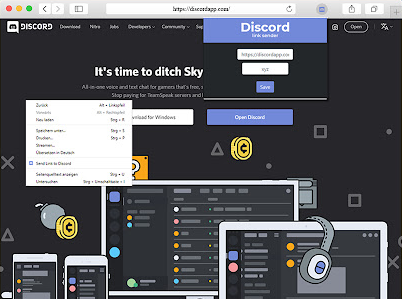 https://discordapp.com/
DISCORD
Download
Nitro
Jobs
Developers
Community
Open
Discord
link sender
https://discordapp.com
xyz
Save
It's time to ditch Sky
All-in-one voice and text chat for gamers that's free, s
Stop paying for TeamSpeak servers and
nload for Windows
Open Discord
Zurück Alt + Linkspfeil
Vorwärts Alt + Rechtspfeil
Neu laden Strg + R
Speichern unter... Strg + S
Drucken... Strg + P
Streamen...
Übersetzen in Deutsch
Send Link to Discord
Seitenquelltext anzeigen Strg + U
Untersuchen Strg + Umschalttaste + I